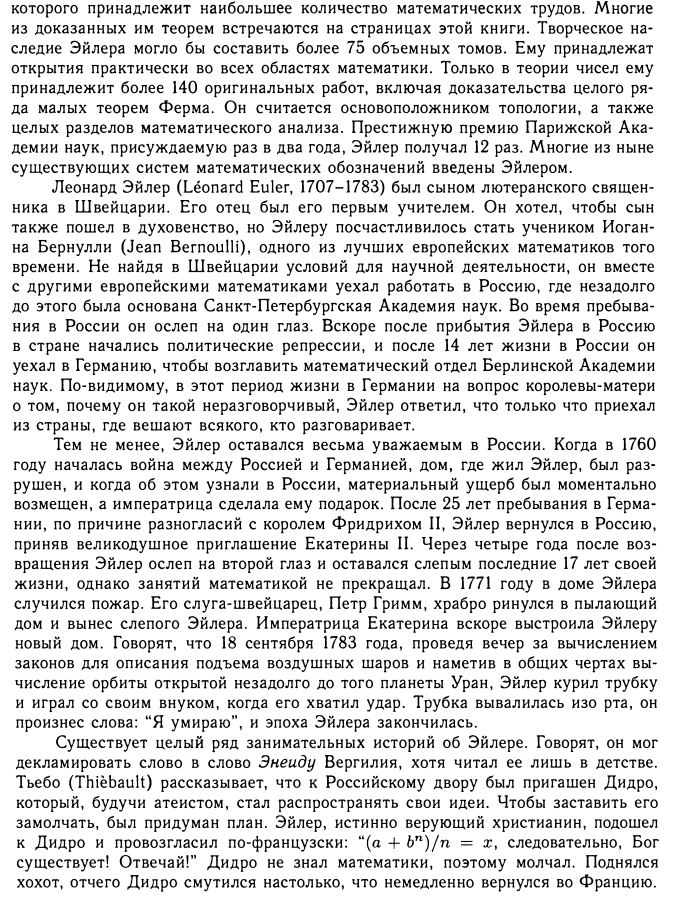 которого принадлежит наибольшее количество математических трудов. Многие
из доказанных им теорем встречаются на страницах этой книги. Творческое на-
следие Эйлера могло бы составить более 75 объемных томов. Ему принадлежат
открытия практически во всех областях математики. Только в теории чисел ему
принадлежит более 140 оригинальных работ, включая доказательства целого ря-
да малых теорем Ферма. Он считается основоположником топологии, а также
целых разделов математического анализа. Престижную премию Парижской Ака-
демии наук, присуждаемую раз в два года, Эйлер получал 12 раз. Многие из ныне
существующих систем математических обозначений введены Эйлером.
Леонард Эйлер (Léonard Euler, 1707–1783) был сыном лютеранского священ-
ника в Швейцарии. Его отец был его первым учителем. Он хотел, чтобы сын
также пошел в духовенство, но Эйлеру посчастливилось стать учеником Иоган-
на Бернулли (Jean Bernoulli), одного из лучших европейских математиков того
времени. Не найдя в Швейцарии условий для научной деятельности, он вместе
с другими европейскими математиками уехал работать в Россию, где незадолго
до этого была основана Санкт-Петербургская Академия наук. Во время пребыва-
ния в России он ослеп на один глаз. Вскоре после прибытия Эйлера в Россию
в стране начались политические репрессии, и после 14 лет жизни в России он
уехал в Германию, чтобы возглавить математический отдел Берлинской Академии
наук. По-видимому, в этот период жизни в Германии на вопрос королевы-матери
о том, почему он такой неразговорчивый, Эйлер ответил, что только что приехал
из страны, где вешают всякого, кто разговаривает.
Тем не менее, Эйлер оставался весьма уважаемым в России. Когда в 1760
году началась война между Россией и Германией, дом, где жил Эйлер, был раз-
рушен, и когда об этом узнали в России, материальный ущерб был моментально
возмещен, а императрица сделала ему подарок. После 25 лет пребывания в Герма-
нии, по причине разногласий с королем Фридрихом II, Эйлер вернулся в Россию,
приняв великодушное приглашение Екатерины II. Через четыре года после воз-
вращения Эйлер ослеп на второй глаз и оставался слепым последние 17 лет своей
жизни, однако занятий математикой не прекращал. В 1771 году в доме Эйлера
случился пожар. Его слуга-швейцарец, Петр Гримм, храбро ринулся в пылающий
дом и вынес слепого Эйлера. Императрица Екатерина вскоре выстроила Эйлеру
новый дом. Говорят, что 18 сентября 1783 года, проведя вечер за вычислением
законов для описания подъема воздушных шаров и наметив в общих чертах вы-
числение орбиты открытой незадолго до того планеты Уран, Эйлер курил трубку
и играл со своим внуком, когда его хватил удар. Трубка вывалилась изо рта, он
произнес слова: “Я умираю”, и эпоха Эйлера закончилась.
Существует целый ряд занимательных историй об Эйлере. Говорят, он мог
декламировать слово в слово Энеиду Вергилия, хотя читал ее лишь в детстве.
Тьебо (Thièbault) рассказывает, что к Российскому двору был пригашен Дидро,
который, будучи атеистом, стал распространять свои идеи. Чтобы заставить его
замолчать, был придуман план. Эйлер, истинно верующий христианин, подошел
к Дидро и провозгласил по-французски: “(a + bⁿ)/n = x, следовательно, Бог
существует! Отвечай!” Дидро не знал математики, поэтому молчал. Поднялся
хохот, отчего Дидро смутился настолько, что немедленно вернулся во Францию.